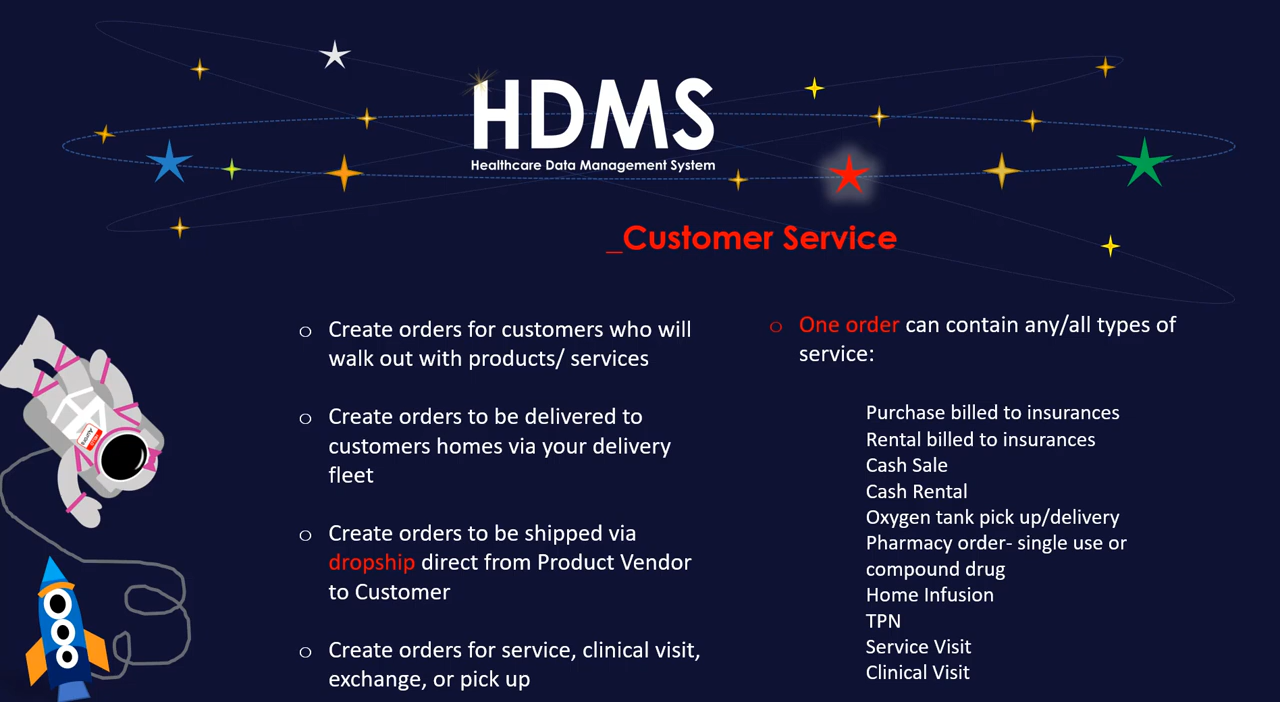 HDMS
Healthcare Data Management System
_Customer Service
o Create orders for customers who will
walk out with products/ services
o Create orders to be delivered to
customers homes via your delivery
fleet
o Create orders to be shipped via
dropship direct from Product Vendor
to Customer
o Create orders for service, clinical visit,
exchange, or pick up
o One order can contain any/all types of
service:
Purchase billed to insurances
Rental billed to insurances
Cash Sale
Cash Rental
Oxygen tank pick up/delivery
Pharmacy order- single use or
compound drug
Home Infusion
TPN
Service Visit
Clinical Visit